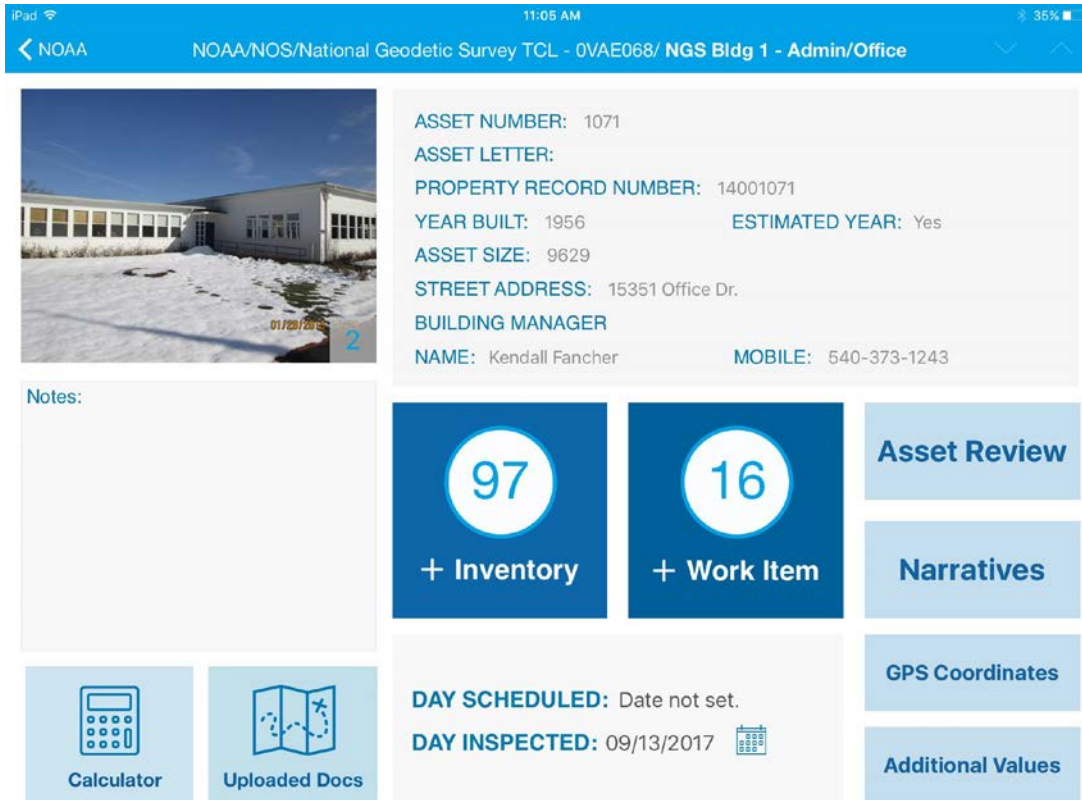 iPad 11:05 AM 35%
NOAA NOAA/NOS/National Geodetic Survey TCL - 0VAE068/ NGS Bldg 1 - Admin/Office
ASSET NUMBER: 1071
ASSET LETTER:
PROPERTY RECORD NUMBER: 14001071
YEAR BUILT: 1956 ESTIMATED YEAR: Yes
ASSET SIZE: 9629
STREET ADDRESS: 15351 Office Dr.
BUILDING MANAGER
NAME: Kendall Fancher MOBILE: 540-373-1243
2
Notes:
97
+ Inventory
16
+ Work Item
Asset Review
Narratives
GPS Coordinates
Additional Values
DAY SCHEDULED: Date not set.
DAY INSPECTED: 09/13/2017
Calculator
Uploaded Docs